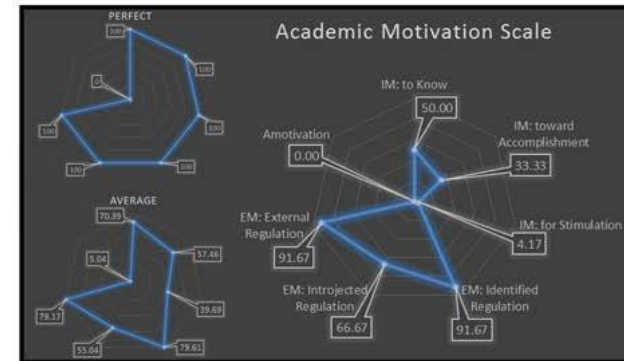 PERFECT
100
100
0
100
100
100
100
AVERAGE
70.39
57.46
5.04
39.69
79.17
55.04
79.61
Academic Motivation Scale
IM: to Know
50.00
Amotivation
0.00
IM: toward
Accomplishment
33.33
IM: for Stimulation
4.17
EM: External
Regulation
91.67
EM: Introjected
Regulation
66.67
EM: Identified
Regulation
91.67